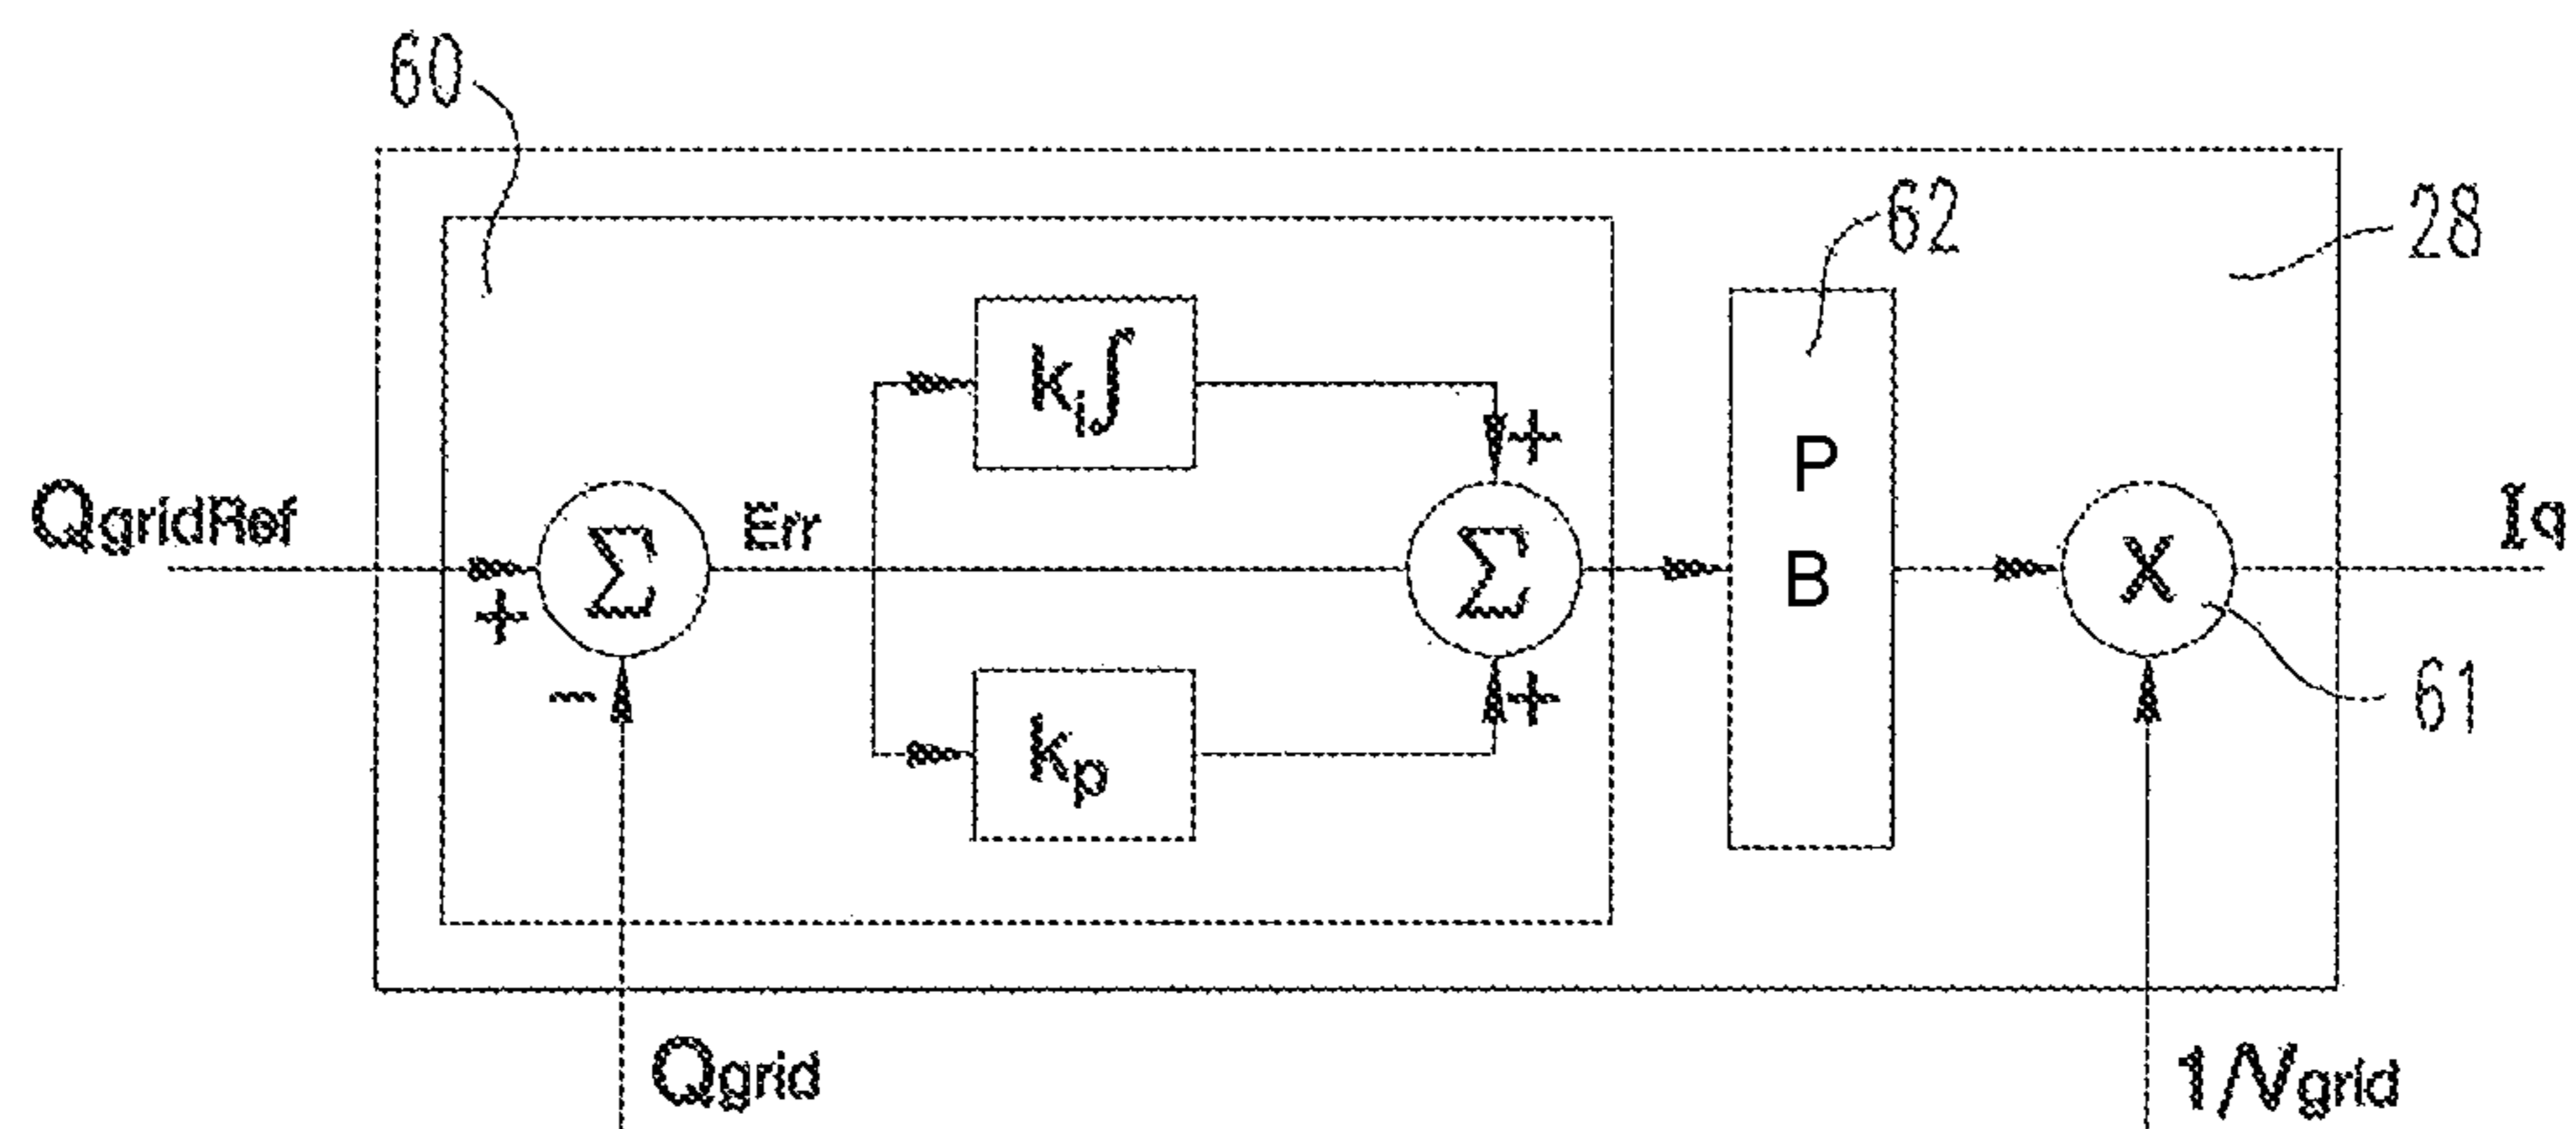 60
62
28
Ki∫
+
P
QgridRef
Σ
Err
Σ
B
X
Iq
+
−
Kp
+
61
Qgrid
1/Vgrid